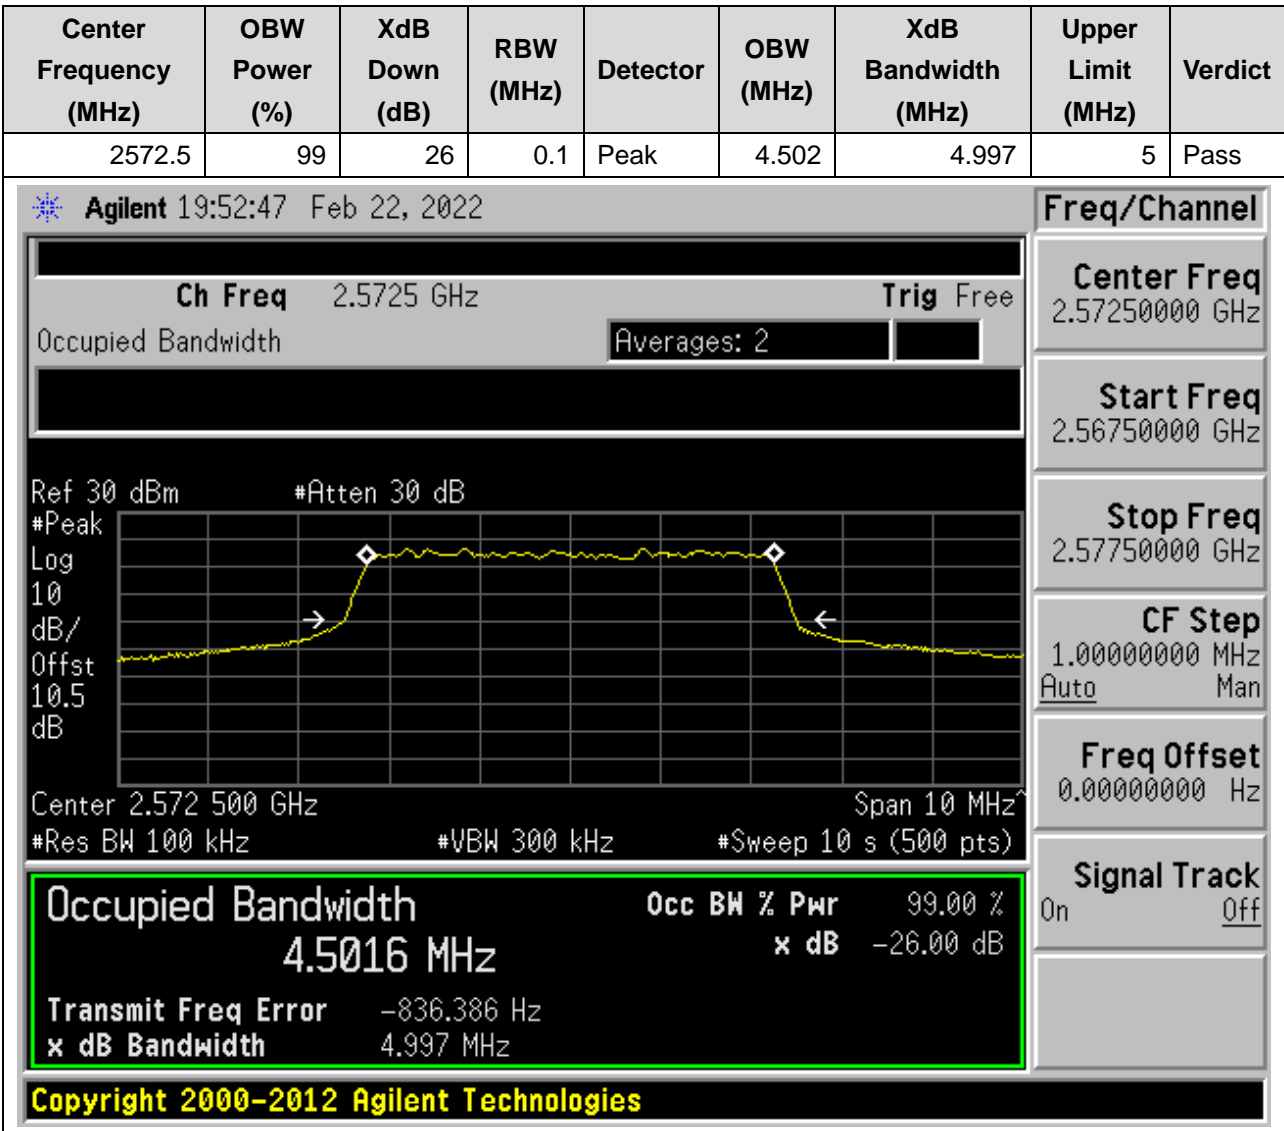 Center Frequency (MHz) OBW Power (%) XdB Down (dB) RBW (MHz) Detector OBW (MHz) XdB Bandwidth (MHz) Upper Limit (MHz) Verdict
2572.5 99 26 0.1 Peak 4.502 4.997 5 Pass
Agilent 19:52:47 Feb 22, 2022
Freq/Channel
Ch Freq 2.5725 GHz Trig Free
Occupied Bandwidth Averages: 2
Ref 30 dBm #Atten 30 dB
#Peak
Log
10
dB/
Offst
10.5
dB
Center 2.572 500 GHz Span 10 MHz^
#Res BW 100 kHz #VBW 300 kHz #Sweep 10 s (500 pts)
Occupied Bandwidth Occ BW % Pwr 99.00 %
4.5016 MHz x dB -26.00 dB
Transmit Freq Error -836.386 Hz
x dB Bandwidth 4.997 MHz
Center Freq
2.57250000 GHz
Start Freq
2.56750000 GHz
Stop Freq
2.57750000 GHz
CF Step
1.00000000 MHz
Auto Man
Freq Offset
0.00000000 Hz
Signal Track
On Off
Copyright 2000-2012 Agilent Technologies